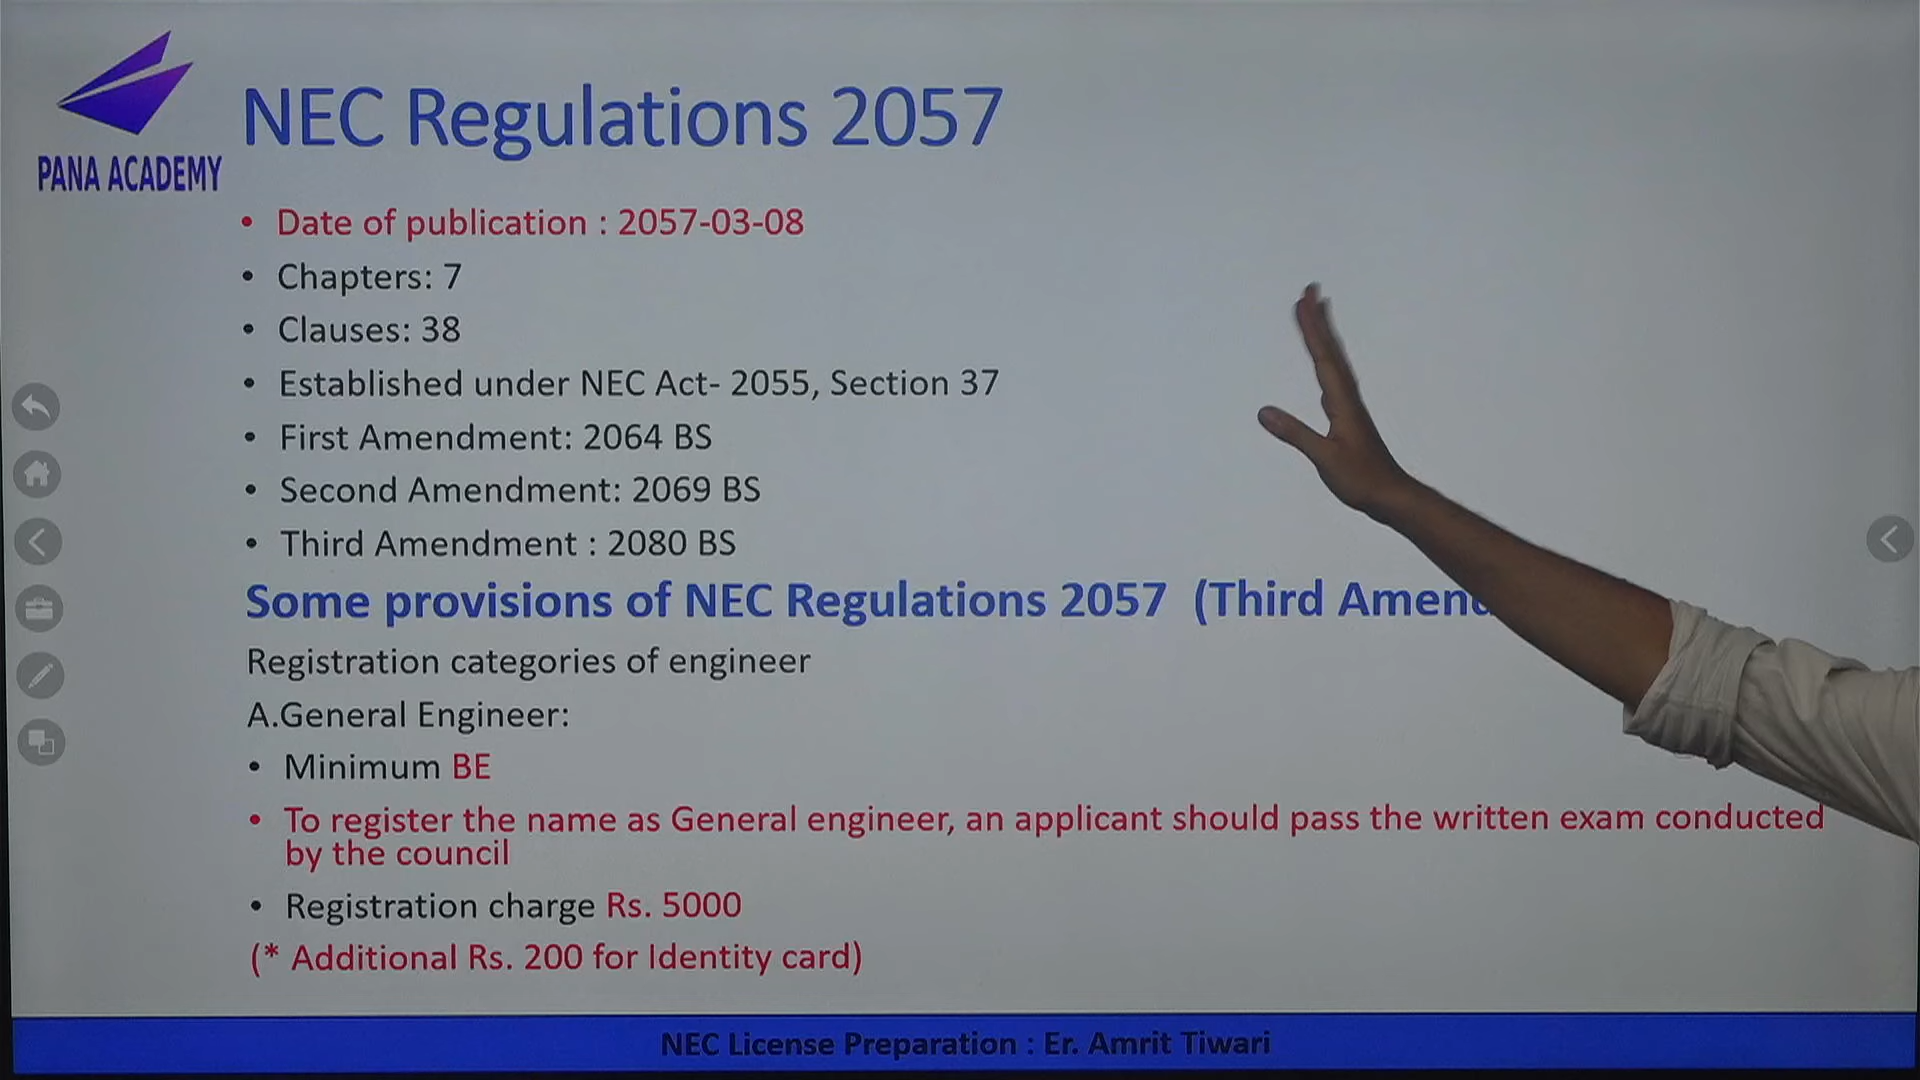 PANA ACADEMY
NEC Regulations 2057
• Date of publication : 2057-03-08
• Chapters: 7
• Clauses: 38
• Established under NEC Act- 2055, Section 37
• First Amendment: 2064 BS
• Second Amendment: 2069 BS
• Third Amendment : 2080 BS
Some provisions of NEC Regulations 2057 (Third
Registration categories of engineer
A.General Engineer:
• Minimum BE
• To register the name as General engineer, an applicant should pass the written exam conducted
by the council
• Registration charge Rs. 5000
(* Additional Rs. 200 for Identity card)
NEC License Preparation : Er. Amrit Tiwari